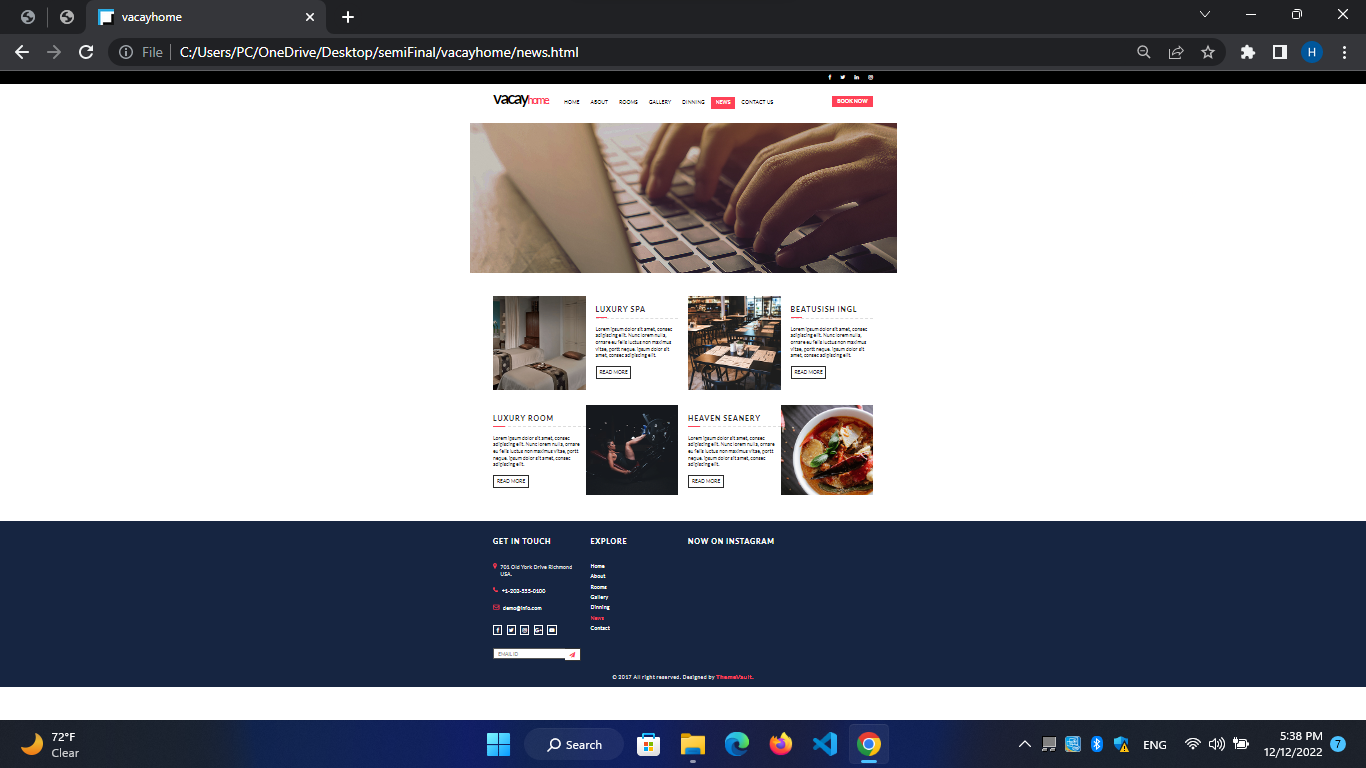 vacayhome
File
C:/Users/PC/OneDrive/Desktop/semiFinal/vacayhome/news.html
H
vacayhome
HOME
ABOUT
ROOMS
GALLERY
DINNING
NEWS
CONTACT US
BOOK NOW
LUXURY SPA
Lorem ipsum dolor sit amet, consec
adipiscing elit. Nunc lorem nulla,
ornare eu felis luctus non maximus
vitae, portt neque. Ipsum dolor sit
amet, consec adipiscing elit.
READ MORE
BEATUSISH INGL
Lorem ipsum dolor sit amet, consec
adipiscing elit. Nunc lorem nulla,
ornare eu felis luctus non maximus
vitae, portt neque. Ipsum dolor sit
amet, consec adipiscing elit.
READ MORE
LUXURY ROOM
Lorem ipsum dolor sit amet, consec
adipiscing elit. Nunc lorem nulla, ornare
eu felis luctus non maximus vitae, portt
neque. Ipsum dolor sit amet, consec
adipiscing elit.
READ MORE
HEAVEN SEANERY
Lorem ipsum dolor sit amet, consec
adipiscing elit. Nunc lorem nulla, ornare
eu felis luctus non maximus vitae, portt
neque. Ipsum dolor sit amet, consec
adipiscing elit.
READ MORE
GET IN TOUCH
701 Old York Drive Richmond
USA.
+1-202-555-0100
demo@info.com
EMAIL ID
EXPLORE
Home
About
Rooms
Gallery
Dinning
News
Contact
NOW ON INSTAGRAM
© 2017 All right reserved. Designed by ThemeVault.
72°F
Clear
Search
ENG
5:38 PM
12/12/2022
7